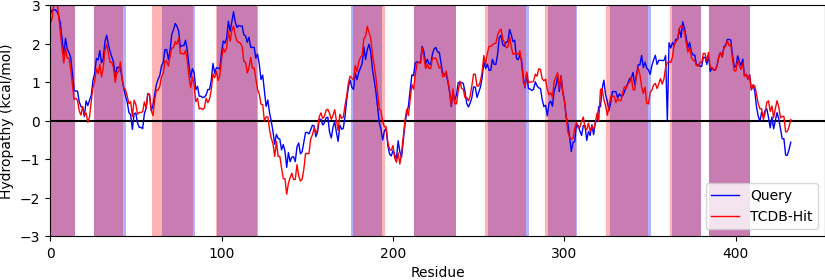 3
2
1
0
−1
−2
−3
Hydropathy (kcal/mol)
0 100 200 300 400
Residue
Query
TCDB-Hit